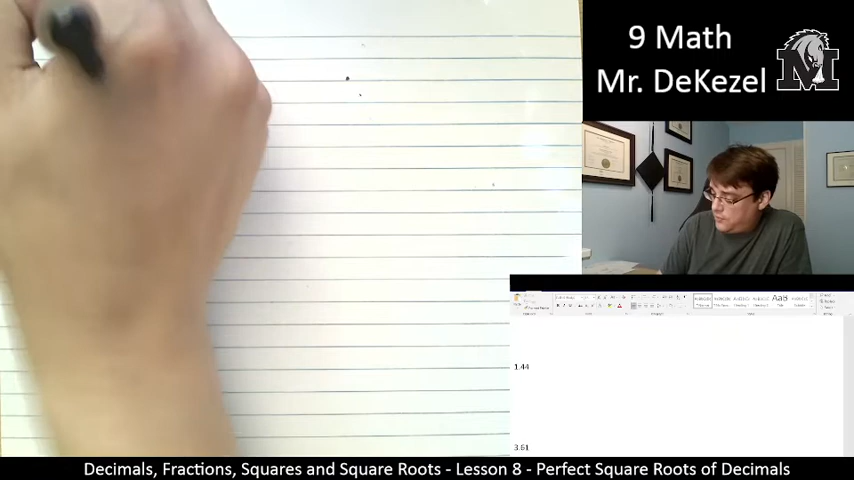 9 Math
Mr. DeKezel
M
AaB
1.44
3.61
Decimals, Fractions, Squares and Square Roots - Lesson 8 - Perfect Square Roots of Decimals